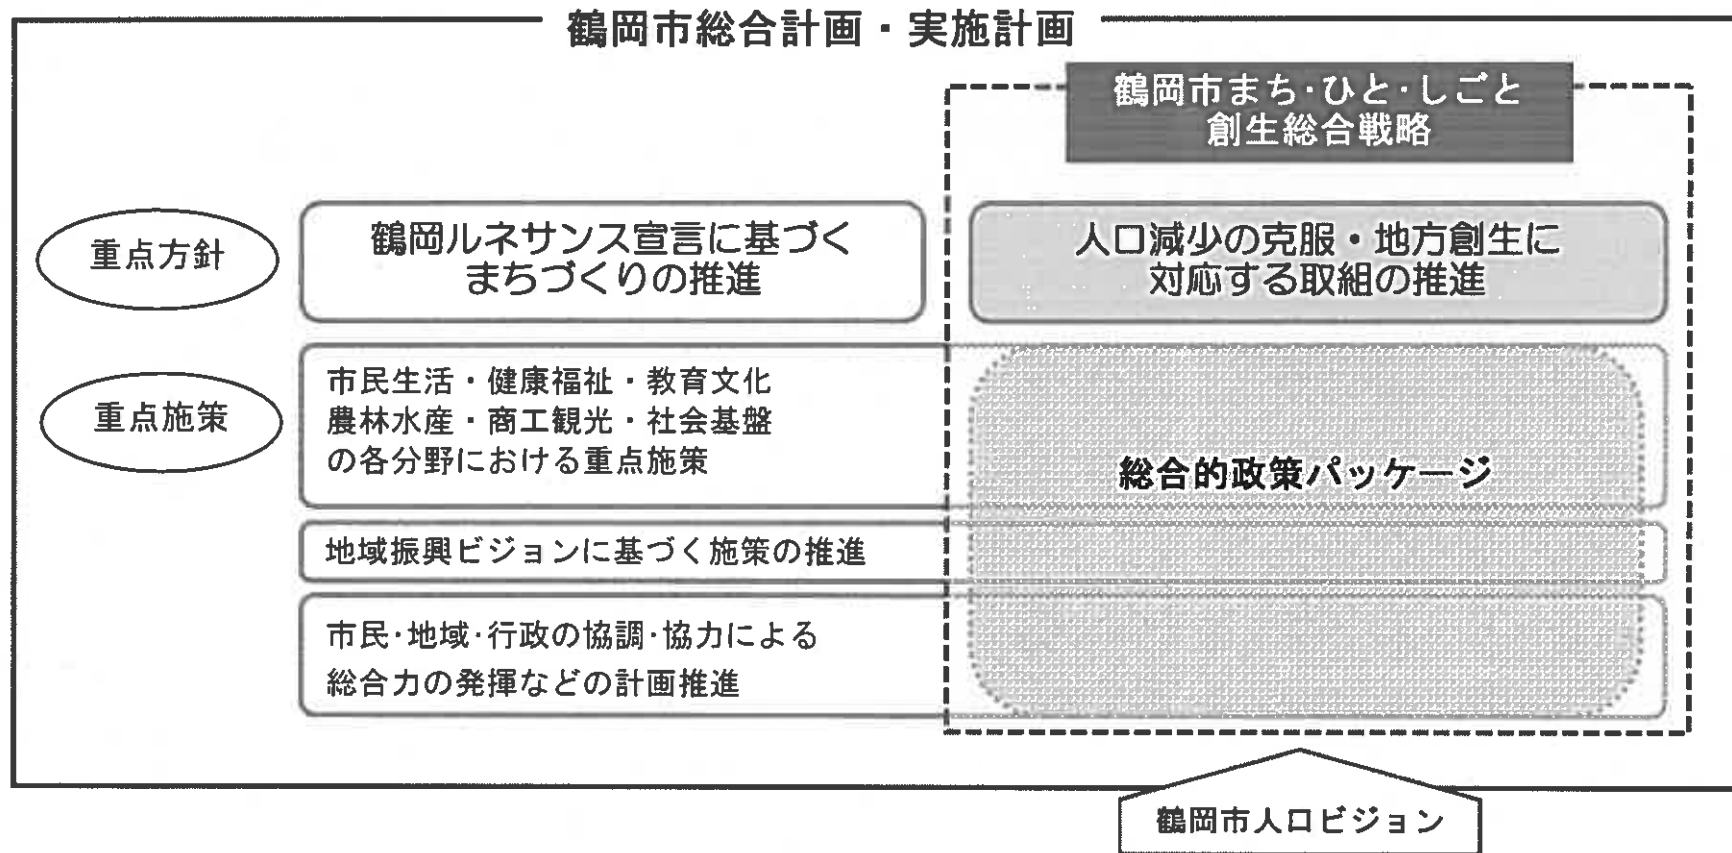 鶴岡市総合計画・実施計画
鶴岡市まち･ひと･しごと
創生総合戦略
重点方針
鶴岡ルネサンス宣言に基づく
まちづくりの推進
人口減少の克服・地方創生に
対応する取組の推進
重点施策
市民生活・健康福祉・教育文化
農林水産・商工観光・社会基盤
の各分野における重点施策
総合的政策パッケージ
地域振興ビジョンに基づく施策の推進
市民･地域･行政の協調･協力による
総合力の発揮などの計画推進
鶴岡市人口ビジョン